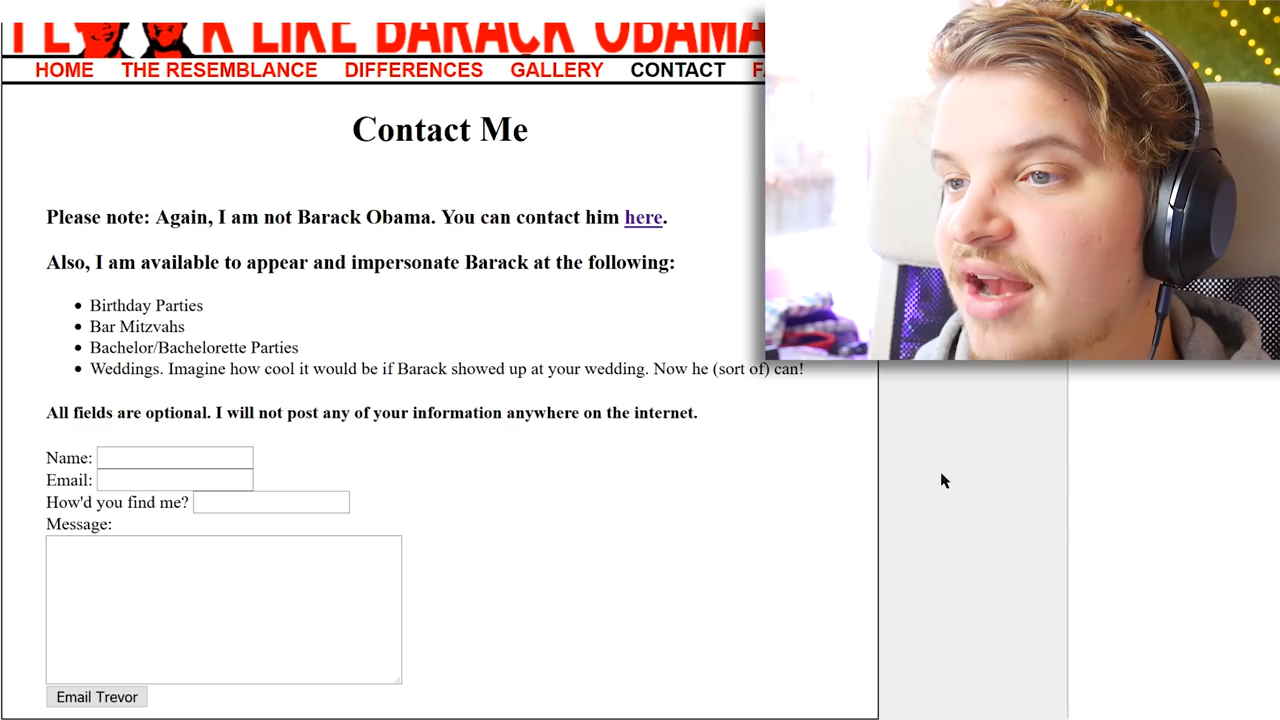 I L K LIKE BARACK OBAMA
HOME THE RESEMBLANCE DIFFERENCES GALLERY CONTACT
Contact Me
Please note: Again, I am not Barack Obama. You can contact him here.
Also, I am available to appear and impersonate Barack at the following:
Birthday Parties
Bar Mitzvahs
Bachelor/Bachelorette Parties
Weddings. Imagine how cool it would be if Barack showed up at your wedding. Now he (sort of) can!
All fields are optional. I will not post any of your information anywhere on the internet.
Name:
Email:
How'd you find me?
Message:
Email Trevor